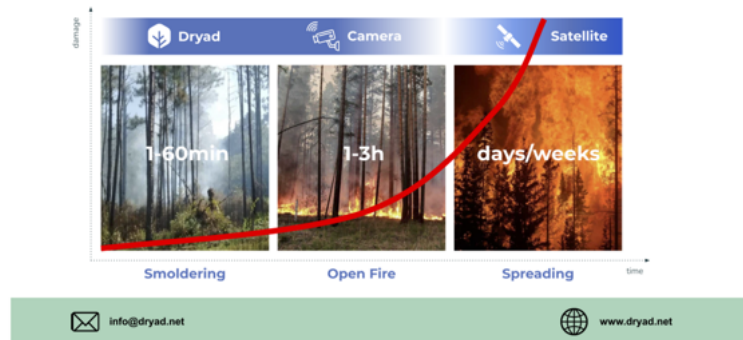 damage
Dryad
Camera
Satellite
1-60min
1-3h
days/weeks
Smoldering
Open Fire
Spreading
time
info@dryad.net
www.dryad.net